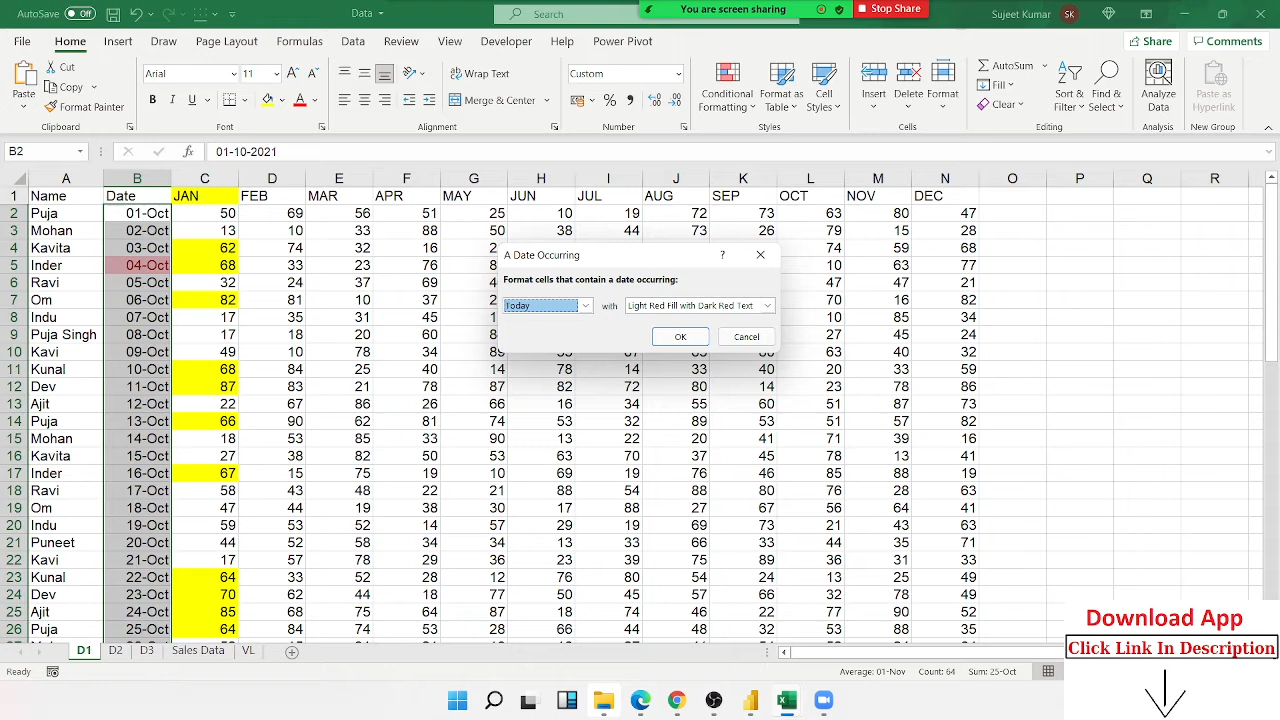 AutoSave Off Data Search You are screen sharing Stop Share Sujeet Kumar SK
File Home Insert Draw Page Layout Formulas Data Review View Developer Help Power Pivot Share Comments
Paste Cut Copy Format Painter Arial 11 Wrap Text Merge & Center Custom Conditional Formatting Format as Table Cell Styles Insert Delete Format AutoSum Fill Clear Sort & Filter Find & Select Analyze Data Paste as Hyperlink
Clipboard Font Alignment Number Styles Cells Editing Analysis New Group
B2 fx 01-10-2021
A B C D E F G H I J K L M N O P Q R
1 Name Date JAN FEB MAR APR MAY JUN JUL AUG SEP OCT NOV DEC
2 Puja 01-Oct 50 69 56 51 25 10 19 72 73 63 80 47
3 Mohan 02-Oct 13 10 33 88 50 38 44 73 26 79 15 28
4 Kavita 03-Oct 62 74 32 16 74 59 68
5 Inder 04-Oct 68 33 23 76 10 63 77
6 Ravi 05-Oct 32 24 37 47 47 21
7 Om 06-Oct 82 81 10 37 70 16 82
8 Indu 07-Oct 17 35 31 45 10 85 34
9 Puja Singh 08-Oct 17 18 20 60 27 45 24
10 Kavi 09-Oct 49 10 78 34 63 40 32
11 Kunal 10-Oct 68 84 25 40 14 78 14 33 40 20 33 59
12 Dev 11-Oct 87 83 21 78 87 82 72 80 14 23 78 86
13 Ajit 12-Oct 22 67 86 26 66 16 34 55 60 51 87 73
14 Puja 13-Oct 66 90 62 81 74 53 32 89 53 51 57 82
15 Mohan 14-Oct 18 53 85 33 90 13 22 20 41 71 39 16
16 Kavita 15-Oct 27 38 82 50 53 63 70 37 45 78 13 41
17 Inder 16-Oct 67 15 75 19 10 69 19 76 46 85 88 19
18 Ravi 17-Oct 58 43 48 22 21 88 54 88 80 76 28 63
19 Om 18-Oct 47 44 19 38 30 17 88 27 67 56 64 41
20 Indu 19-Oct 59 53 52 14 57 29 19 69 73 21 43 63
21 Puneet 20-Oct 44 52 58 34 34 13 33 66 33 44 35 71
22 Kavi 21-Oct 17 78 29 36 62 23 89 75 89 36 31 33
23 Kunal 22-Oct 64 33 52 28 12 76 80 54 24 13 25 49
24 Dev 23-Oct 70 62 44 18 77 50 45 57 66 32 78 49
25 Ajit 24-Oct 85 68 75 64 87 18 74 46 22 77 90 52
26 Puja 25-Oct 64 84 74 53 28 66 44 48 32 53 88 35
A Date Occurring ?
Format cells that contain a date occurring:
Today with Light Red Fill with Dark Red Text
OK Cancel
D1 D2 D3 Sales Data VL
Ready Average: 01-Nov Count: 64 Sum: 25-Oct
Download App
Click Link In Description